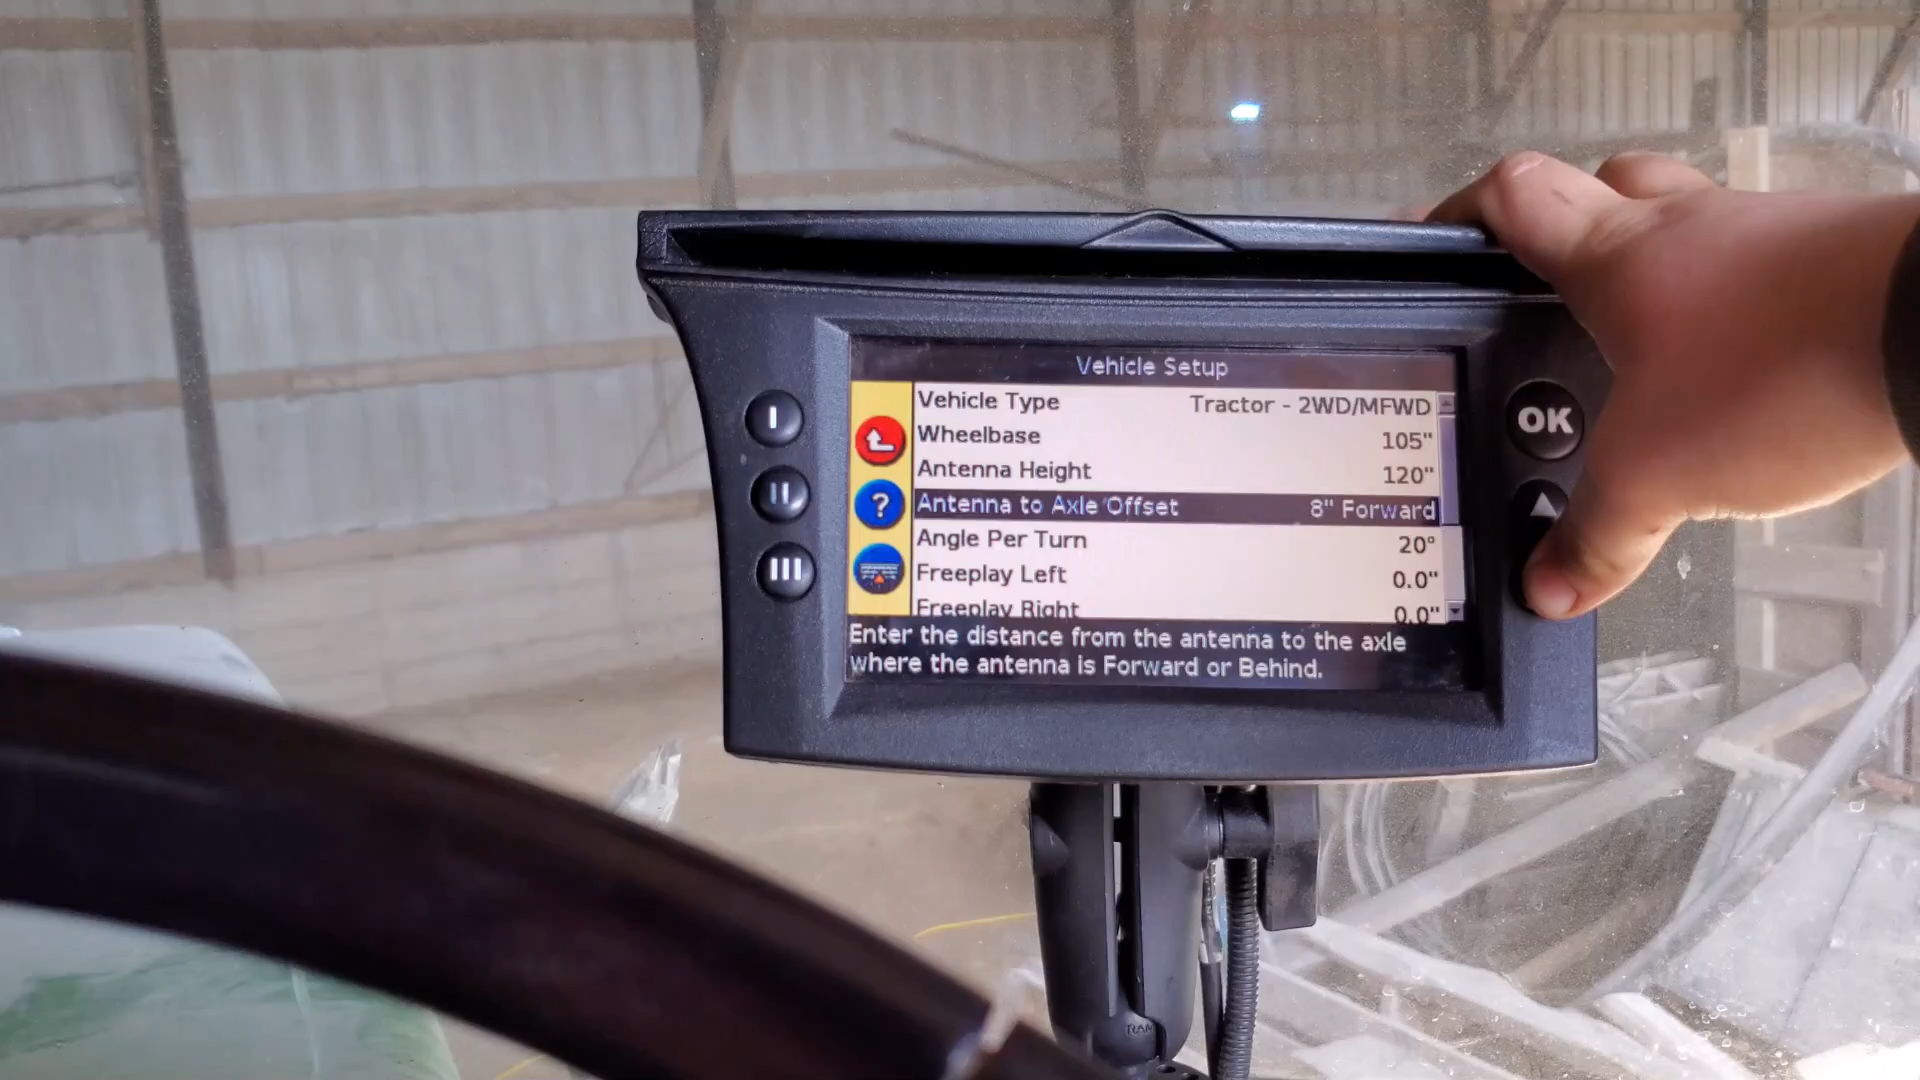 Vehicle Setup
Vehicle Type Tractor - 2WD/MFWD
Wheelbase 105"
Antenna Height 120"
Antenna to Axle Offset 8" Forward
Angle Per Turn 20°
Freeplay Left 0.0"
Freeplay Right 0.0"
Enter the distance from the antenna to the axle
where the antenna is Forward or Behind.
I
II
III
?
OK
RAM